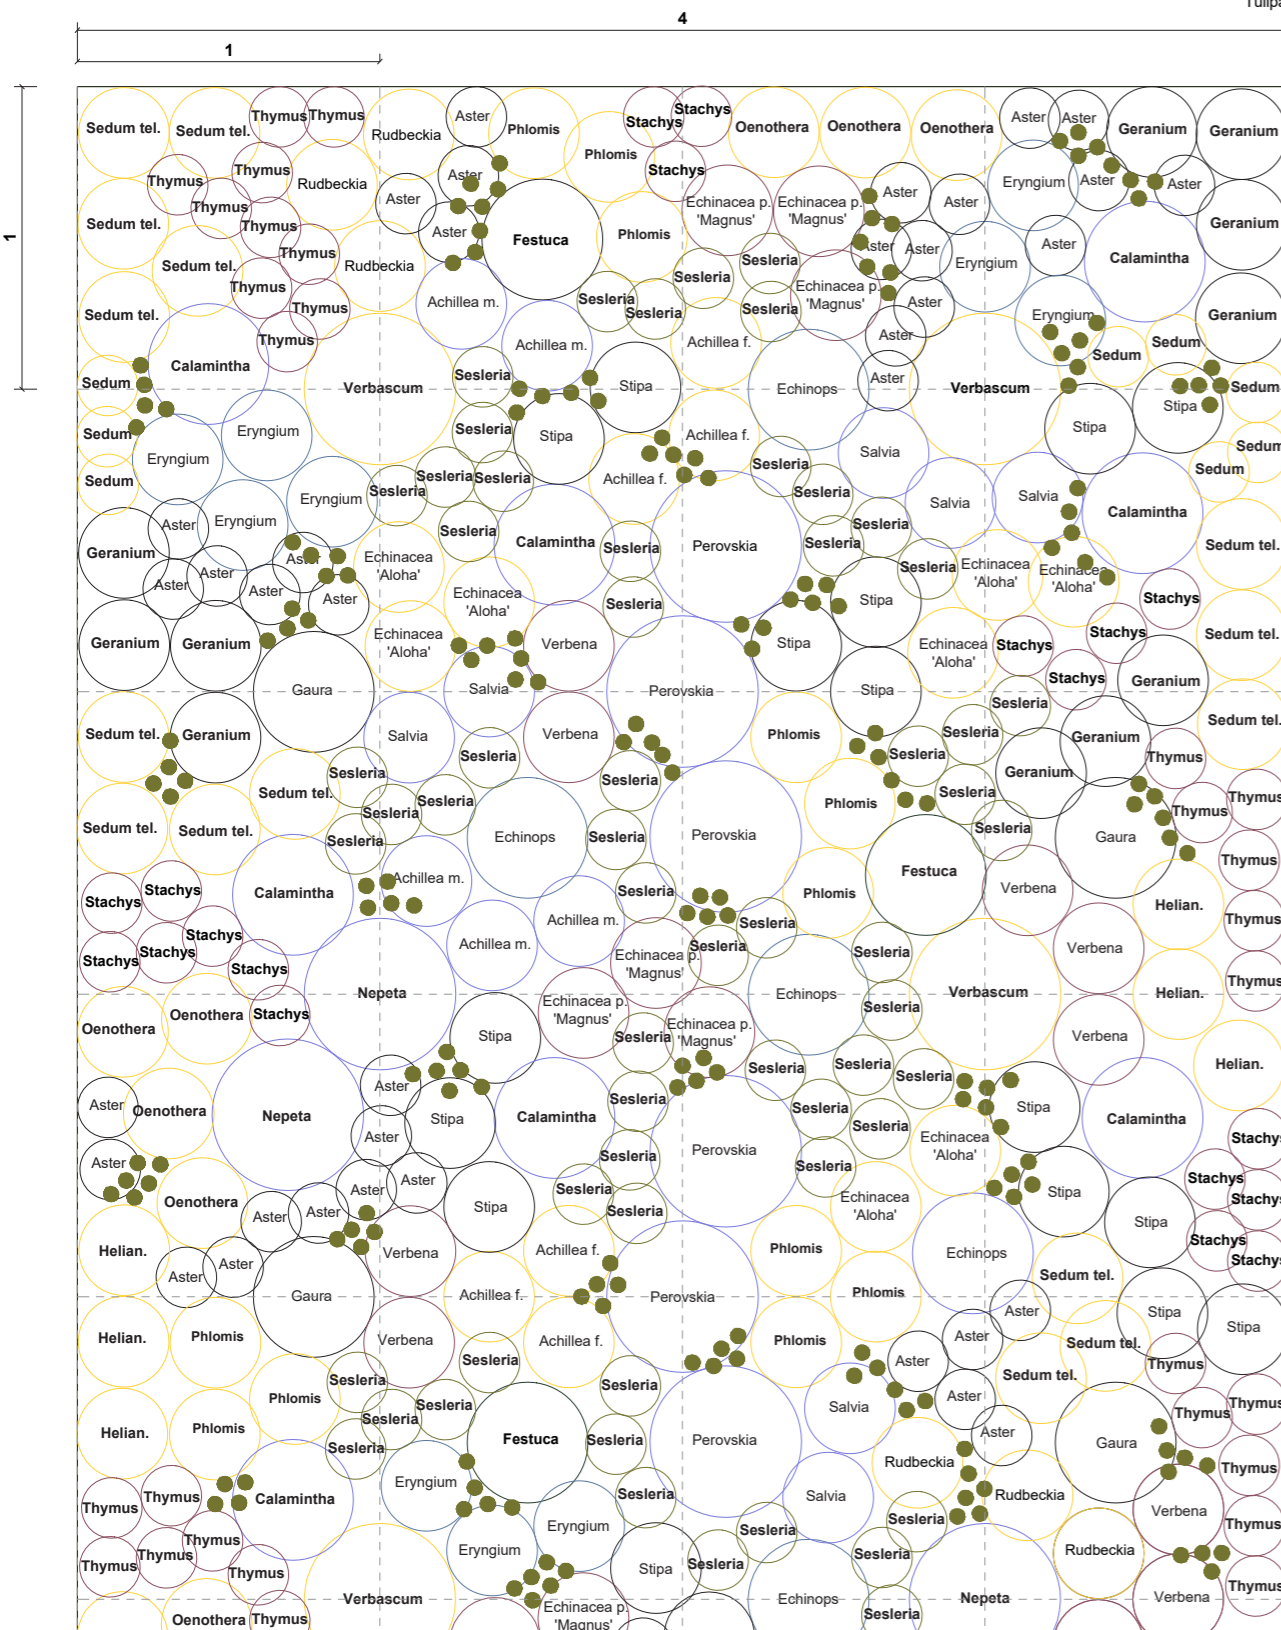 Tulipa
4
1
1
Sedum tel.
Sedum tel.
Thymus
Thymus
Rudbeckia
Aster
Phlomis
Stachys
Stachys
Oenothera
Oenothera
Oenothera
Aster
Aster
Geranium
Geranium
Thymus
Thymus
Rudbeckia
Aster
Phlomis
Stachys
Echinacea p.
'Magnus'
Echinacea p.
'Magnus'
Aster
Eryngium
Aster
Aster
Thymus
Aster
Aster
Sedum tel.
Thymus
Aster
Festuca
Phlomis
Aster
Aster
Eryngium
Aster
Calamintha
Geranium
Sedum tel.
Thymus
Thymus
Rudbeckia
Achillea m.
Sesleria
Sesleria
Sesleria
Sesleria
Sesleria
Echinacea p.
'Magnus'
Aster
Sedum tel.
Thymus
Thymus
Achillea m.
Achillea f.
Aster
Eryngium
Sedum
Sedum
Geranium
Sedum
Calamintha
Verbascum
Sesleria
Stipa
Echinops
Aster
Verbascum
Stipa
Sedum
Sedum
Eryngium
Eryngium
Sesleria
Stipa
Achillea f.
Salvia
Stipa
Sedum
Sedum
Sedum
Eryngium
Sesleria
Sesleria
Sesleria
Achillea f.
Sesleria
Sesleria
Salvia
Salvia
Calamintha
Geranium
Aster
Eryngium
Aster
Echinacea
'Aloha'
Sesleria
Calamintha
Sesleria
Perovskia
Sesleria
Sesleria
Sesleria
Echinacea
'Aloha'
Echinacea
'Aloha'
Sedum tel.
Aster
Aster
Aster
Aster
Echinacea
'Aloha'
Sesleria
Stipa
Stachys
Geranium
Geranium
Echinacea
'Aloha'
Verbena
Stipa
Echinacea
'Aloha'
Stachys
Stachys
Sedum tel.
Gaura
Salvia
Perovskia
Stipa
Stachys
Geranium
Sesleria
Sedum tel.
Geranium
Salvia
Sesleria
Verbena
Phlomis
Sesleria
Sesleria
Geranium
Sedum tel.
Sedum tel.
Sesleria
Sesleria
Sesleria
Sesleria
Phlomis
Sesleria
Geranium
Thymus
Thymus
Thymus
Sedum tel.
Sedum tel.
Sesleria
Echinops
Sesleria
Perovskia
Sesleria
Gaura
Thymus
Stachys
Stachys
Calamintha
Achillea m.
Sesleria
Phlomis
Festuca
Verbena
Helian.
Thymus
Stachys
Stachys
Stachys
Stachys
Achillea m.
Achillea m.
Echinacea p.
'Magnus'
Sesleria
Sesleria
Sesleria
Verbena
Thymus
Oenothera
Oenothera
Stachys
Nepeta
Echinacea p.
'Magnus'
Echinops
Sesleria
Verbascum
Helian.
Stipa
Sesleria
Echinacea p.
'Magnus'
Verbena
Helian.
Aster
Oenothera
Nepeta
Aster
Stipa
Calamintha
Sesleria
Sesleria
Sesleria
Sesleria
Sesleria
Stipa
Calamintha
Aster
Aster
Sesleria
Perovskia
Sesleria
Sesleria
Echinacea
'Aloha'
Stachys
Oenothera
Aster
Aster
Aster
Aster
Stipa
Sesleria
Sesleria
Echinacea
'Aloha'
Stipa
Stipa
Stachys
Stachys
Helian.
Aster
Aster
Verbena
Achillea f.
Phlomis
Echinops
Sedum tel.
Stachys
Stachys
Gaura
Achillea f.
Perovskia
Phlomis
Aster
Stipa
Stipa
Helian.
Phlomis
Verbena
Achillea f.
Phlomis
Aster
Sedum tel.
Sesleria
Sesleria
Sesleria
Aster
Sedum tel.
Thymus
Helian.
Phlomis
Phlomis
Sesleria
Sesleria
Salvia
Aster
Thymus
Thymus
Sesleria
Festuca
Sesleria
Perovskia
Aster
Gaura
Thymus
Thymus
Thymus
Calamintha
Eryngium
Sesleria
Salvia
Rudbeckia
Rudbeckia
Verbena
Thymus
Thymus
Thymus
Thymus
Eryngium
Eryngium
Sesleria
Sesleria
Sesleria
Sesleria
Rudbeckia
Thymus
Oenothera
Thymus
Verbascum
Echinacea p.
'Magnus'
Stipa
Echinops
Sesleria
Nepeta
Verbena